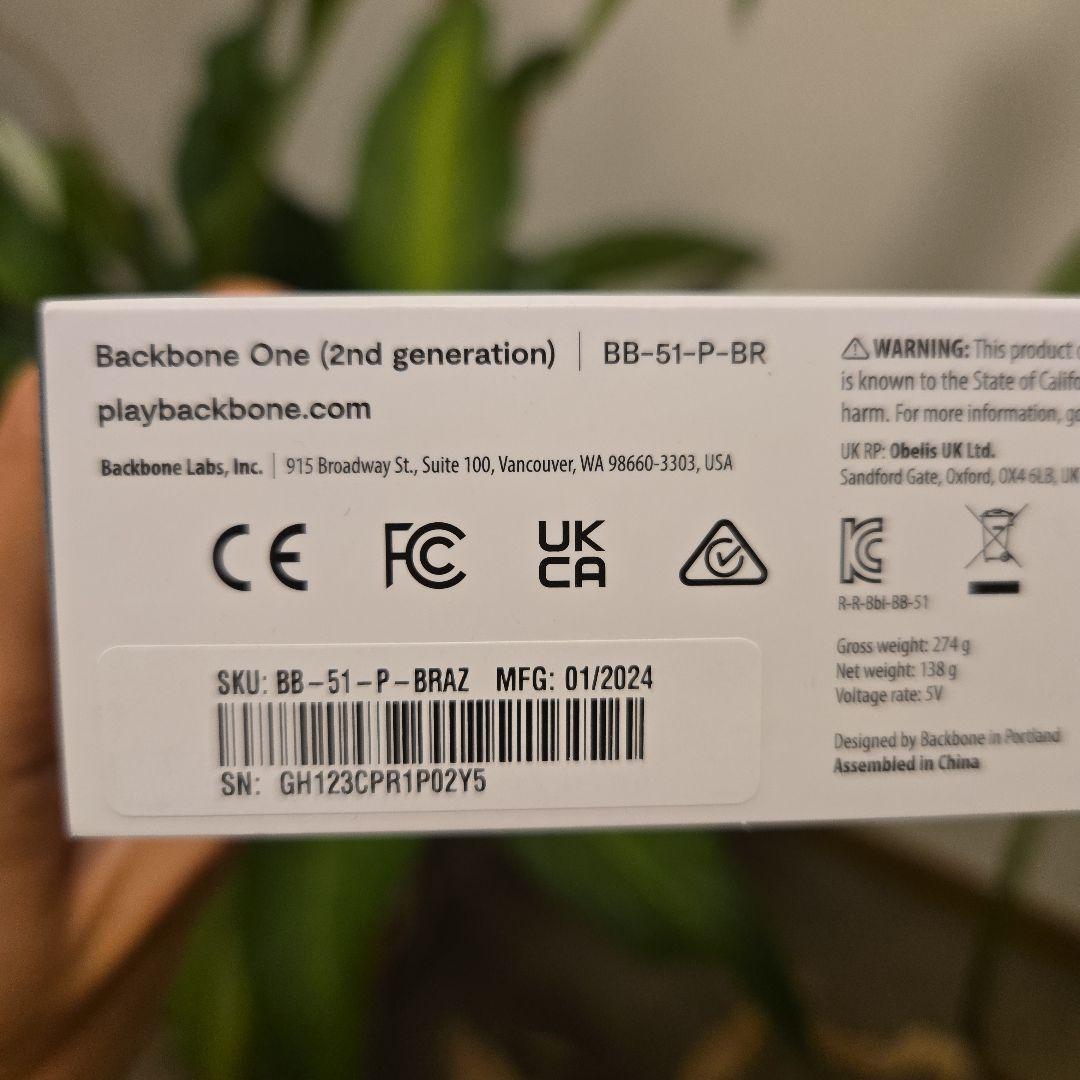 Backbone One (2nd generation) | BB-51-P-BR
playbackbone.com
Backbone Labs, Inc. | 915 Broadway St., Suite 100, Vancouver, WA 98660-3303, USA
CE FC UK CA
SKU: BB-51-P-BRAZ MFG: 01/2024
SN: GH123CPR1P02Y5
WARNING: This product
is known to the State of
harm. For more information,
UK RP: Obelis UK Ltd.
Sandford Gate, Oxford, OX4 6LB, UK
R-R-BbI-BB-51
Gross weight: 274 g
Net weight: 138 g
Voltage rate: 5V
Designed by Backbone in Portland
Assembled in China